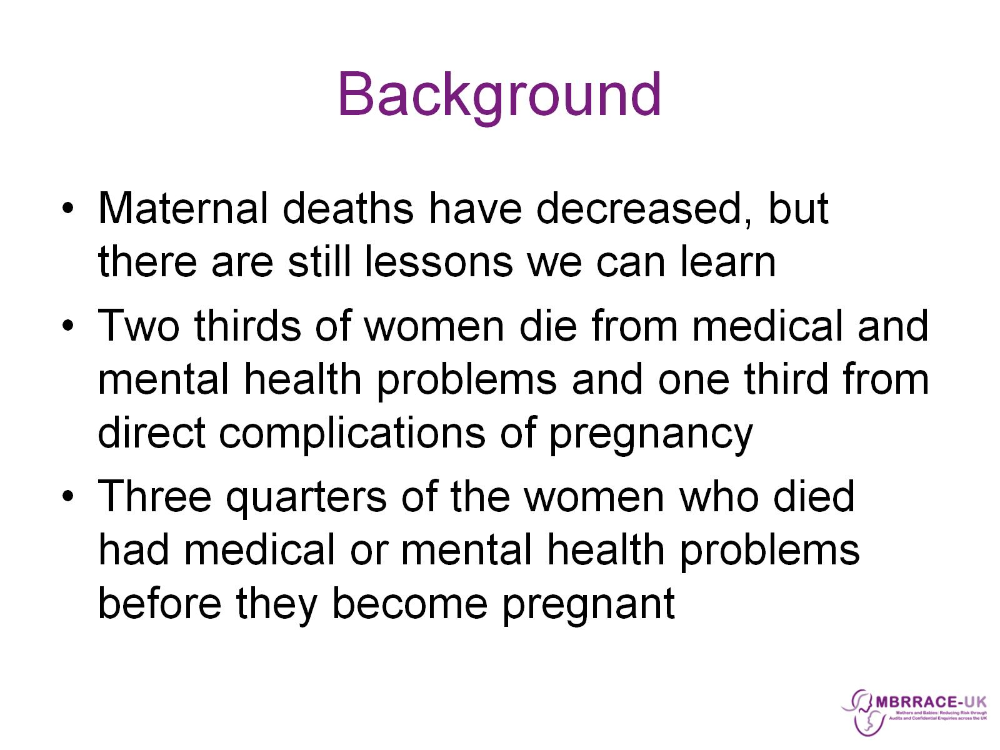 Background
• Maternal deaths have decreased, but
there are still lessons we can learn
• Two thirds of women die from medical and
mental health problems and one third from
direct complications of pregnancy
• Three quarters of the women who died
had medical or mental health problems
before they become pregnant
MBRRACE-UK
Mothers and Babies: Reducing Risk through
Audits and Confidential Enquiries across the UK